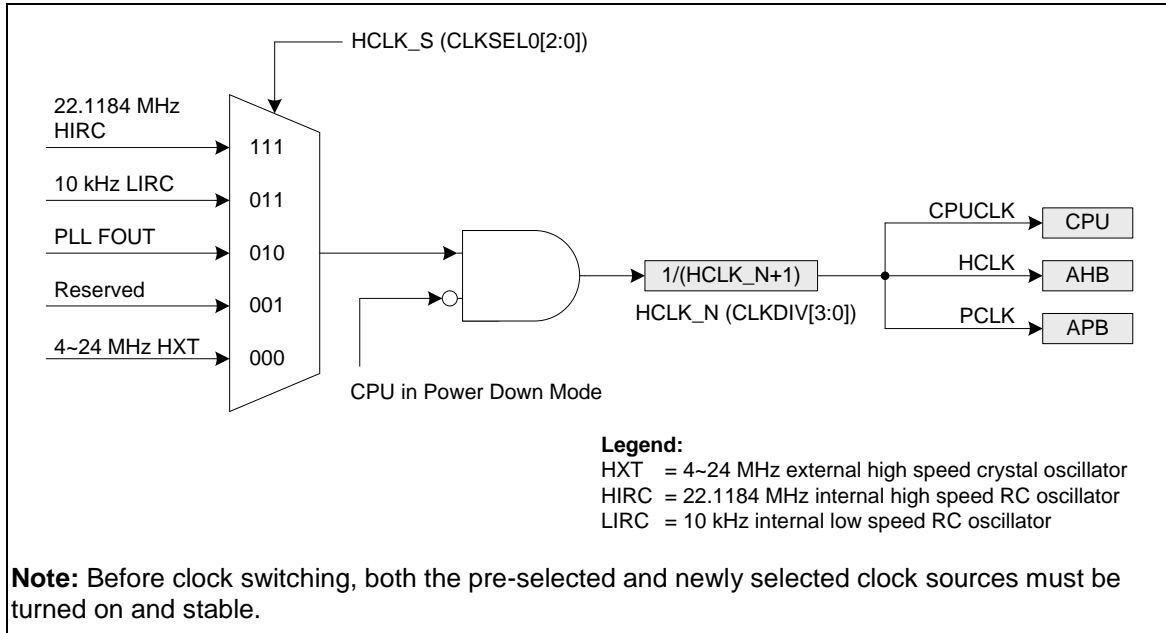 HCLK_S (CLKSEL0[2:0])
22.1184 MHz
HIRC
111
10 kHz LIRC
011
PLL FOUT
010
Reserved
001
4~24 MHz HXT
000
CPU in Power Down Mode
1/(HCLK_N+1)
HCLK_N (CLKDIV[3:0])
CPUCLK
CPU
HCLK
AHB
PCLK
APB
Legend:
HXT = 4~24 MHz external high speed crystal oscillator
HIRC = 22.1184 MHz internal high speed RC oscillator
LIRC = 10 kHz internal low speed RC oscillator
Note: Before clock switching, both the pre-selected and newly selected clock sources must be
turned on and stable.